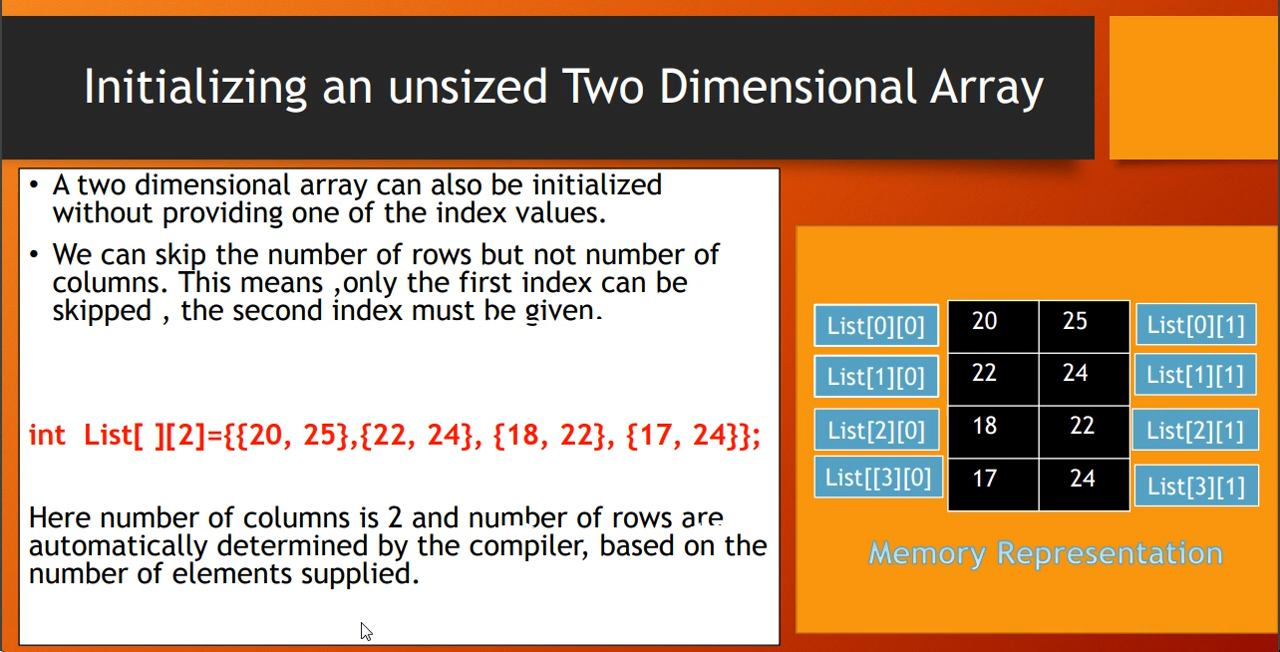 Initializing an unsized Two Dimensional Array
• A two dimensional array can also be initialized
without providing one of the index values.
• We can skip the number of rows but not number of
columns. This means ,only the first index can be
skipped , the second index must be given.
int List[ ][2]={{20, 25},{22, 24}, {18, 22}, {17, 24}};
Here number of columns is 2 and number of rows are
automatically determined by the compiler, based on the
number of elements supplied.
List[0][0] 20 25 List[0][1]
List[1][0] 22 24 List[1][1]
List[2][0] 18 22 List[2][1]
List[[3][0] 17 24 List[3][1]
Memory Representation